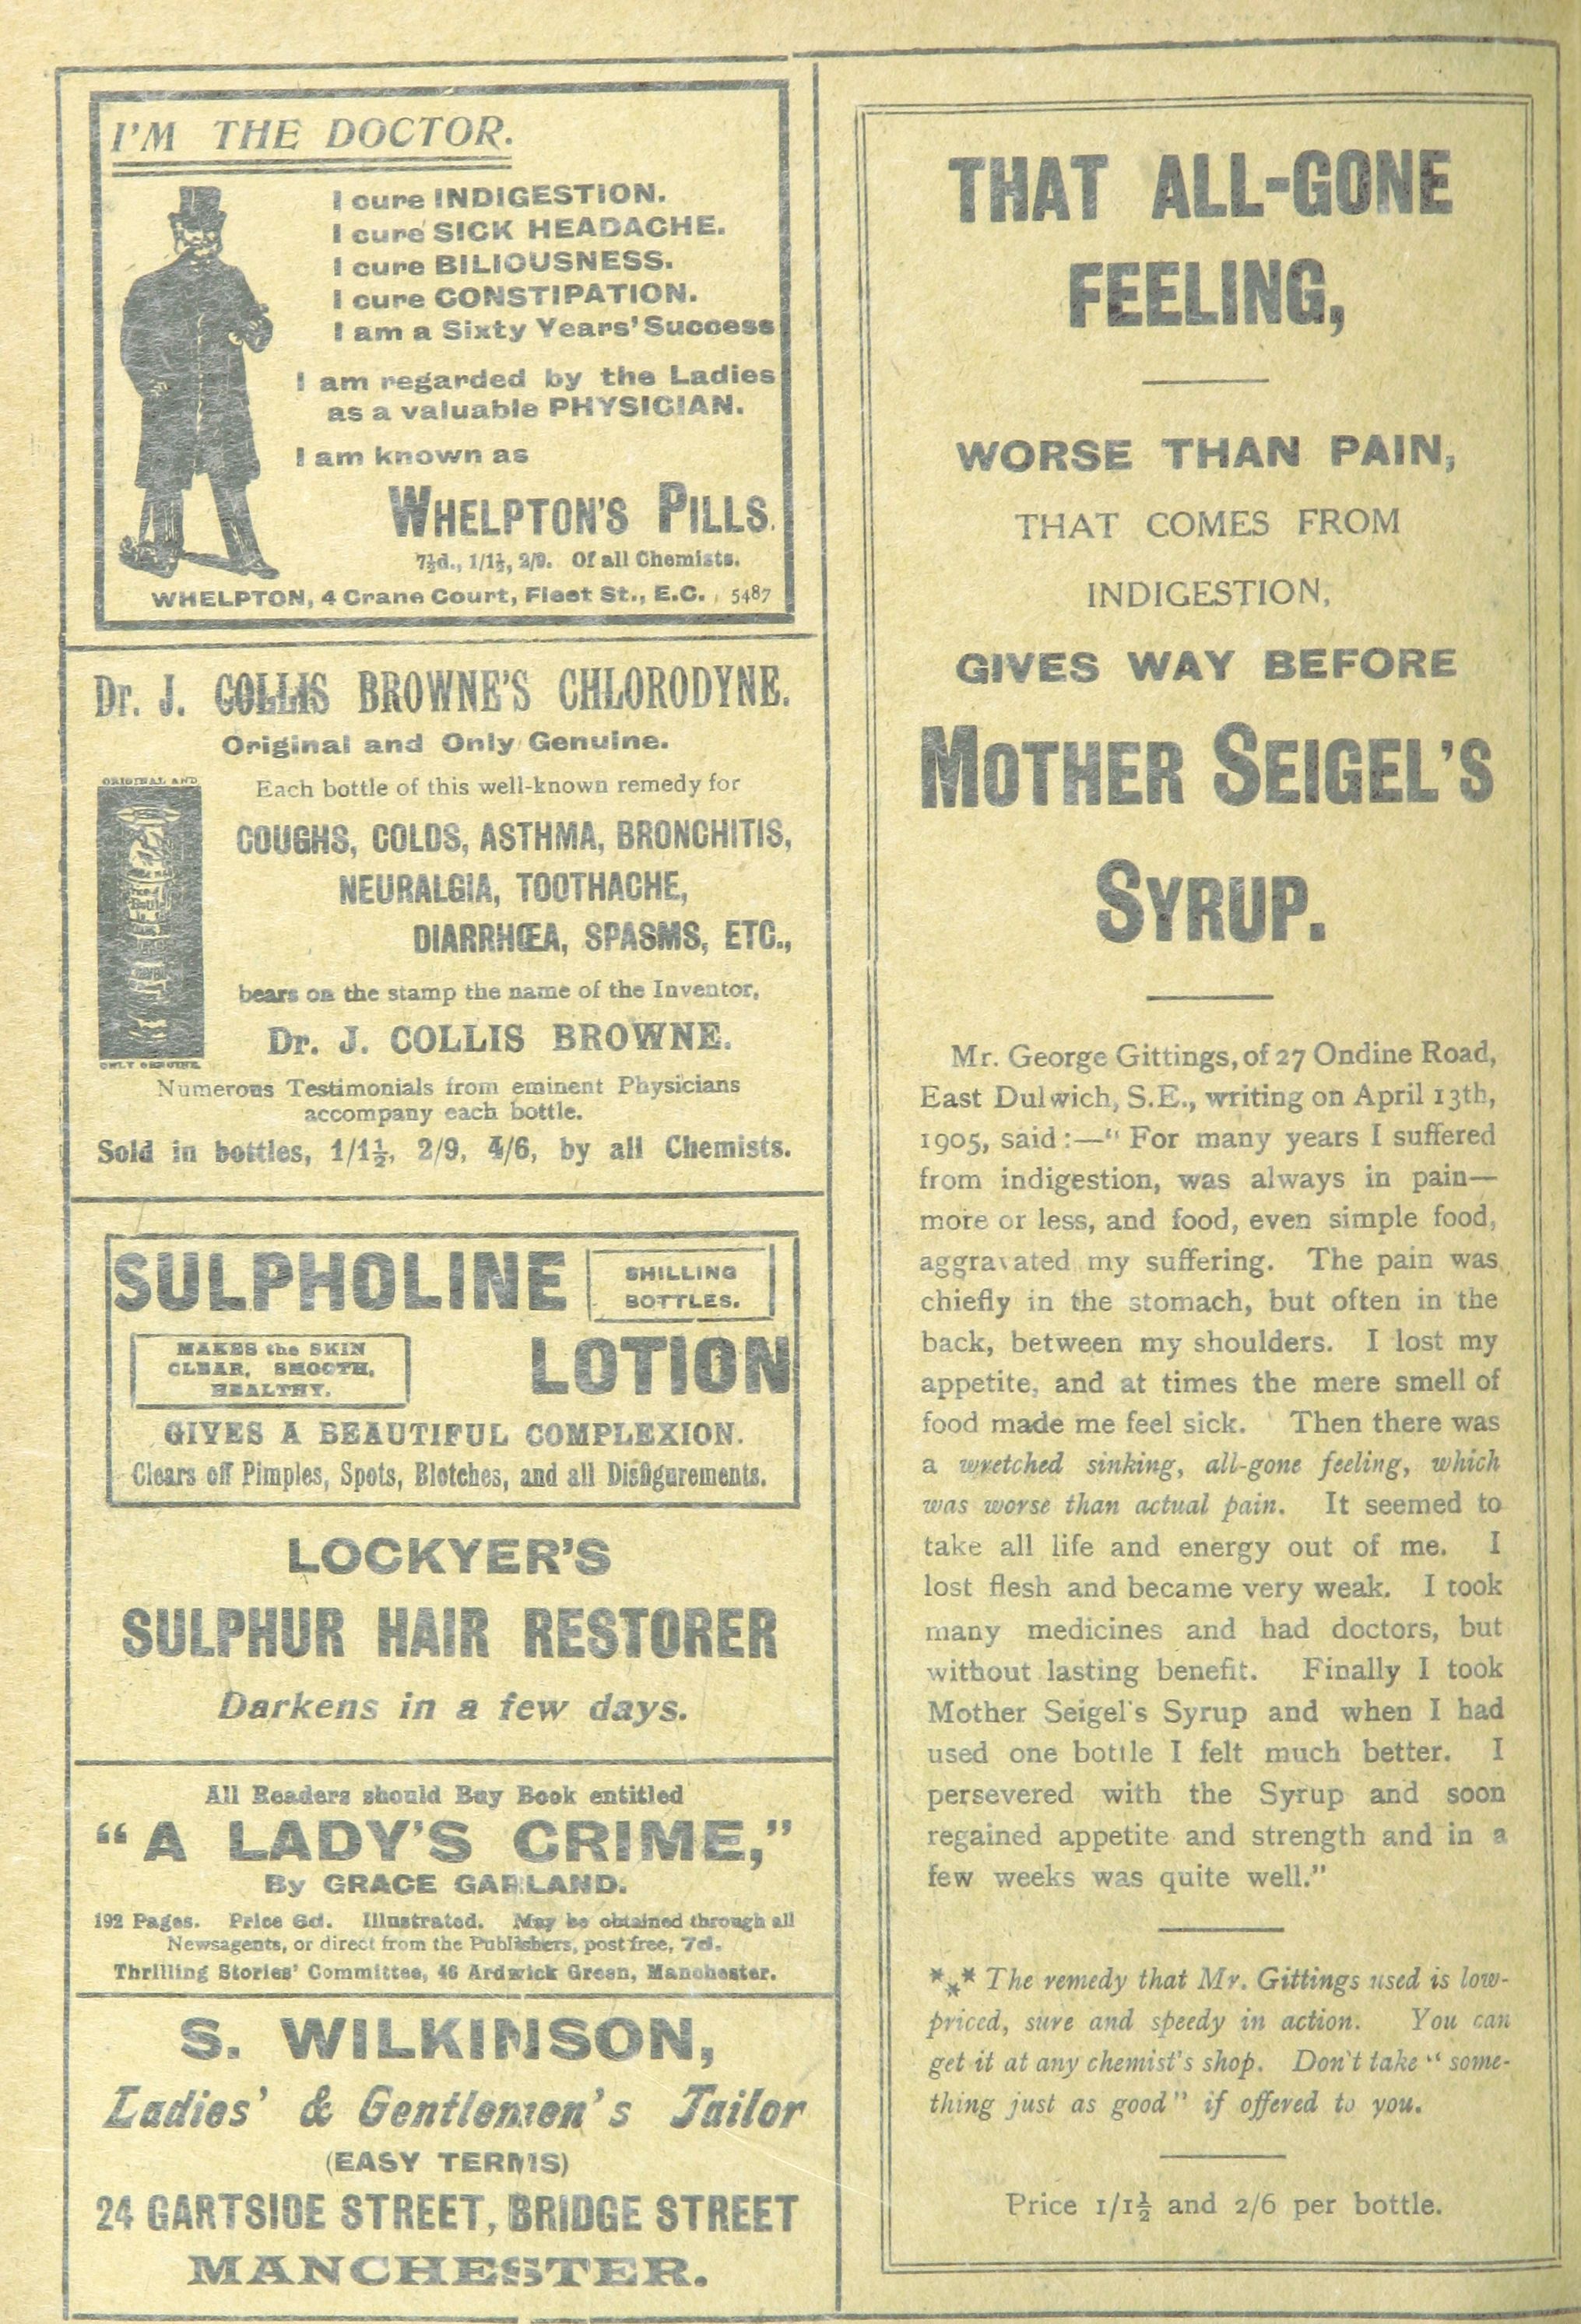 I'M THE DOCTOR.
I cure INDIGESTION.
I cure SICK HEADACHE.
I cure BILIOUSNESS.
I cure CONSTIPATION.
I am a Sixty Years' Success
I am regarded by the Ladies
as a valuable PHYSICIAN.
I am known as
WHELPTON'S PILLS.
7½d., 1/1½, 2/9. Of all Chemists.
WHELPTON, 4 Crane Court, Fleet St., E.C. 5487
Dr. J. COLLIS BROWNE'S CHLORODYNE.
Original and Only Genuine.
ORIGINAL AND
ONLY GENUINE.
Each bottle of this well-known remedy for
COUGHS, COLDS, ASTHMA, BRONCHITIS,
NEURALGIA, TOOTHACHE,
DIARRHŒA, SPASMS, ETC.,
bears on the stamp the name of the Inventor,
Dr. J. COLLIS BROWNE.
Numerous Testimonials from eminent Physicians
accompany each bottle.
Sold in bottles, 1/1½, 2/9, 4/6, by all Chemists.
SULPHOLINE
SHILLING
BOTTLES.
MAKES the SKIN
CLEAR, SMOOTH,
HEALTHY.
LOTION
GIVES A BEAUTIFUL COMPLEXION.
Clears off Pimples, Spots, Blotches, and all Disfigurements.
LOCKYER'S
SULPHUR HAIR RESTORER
Darkens in a few days.
All Readers should Buy Book entitled
"A LADY'S CRIME,"
By GRACE GARLAND.
192 Pages. Price 6d. Illustrated. May be obtained through all
Newsagents, or direct from the Publishers, post free, 7d.
Thrilling Stories' Committee, 46 Ardwick Green, Manchester.
S. WILKINSON,
Ladies' & Gentlemen's Tailor
(EASY TERMS)
24 GARTSIDE STREET, BRIDGE STREET
MANCHESTER.
THAT ALL-GONE
FEELING,
WORSE THAN PAIN,
THAT COMES FROM
INDIGESTION,
GIVES WAY BEFORE
MOTHER SEIGEL'S
SYRUP.
Mr. George Gittings, of 27 Ondine Road,
East Dulwich, S.E., writing on April 13th,
1905, said :—" For many years I suffered
from indigestion, was always in pain—
more or less, and food, even simple food,
aggravated my suffering. The pain was
chiefly in the stomach, but often in the
back, between my shoulders. I lost my
appetite, and at times the mere smell of
food made me feel sick. Then there was
a wretched sinking, all-gone feeling, which
was worse than actual pain. It seemed to
take all life and energy out of me. I
lost flesh and became very weak. I took
many medicines and had doctors, but
without lasting benefit. Finally I took
Mother Seigel's Syrup and when I had
used one bottle I felt much better. I
persevered with the Syrup and soon
regained appetite and strength and in a
few weeks was quite well."
*** The remedy that Mr. Gittings used is low-
priced, sure and speedy in action. You can
get it at any chemist's shop. Don't take " some-
thing just as good" if offered to you.
Price 1/1½ and 2/6 per bottle.